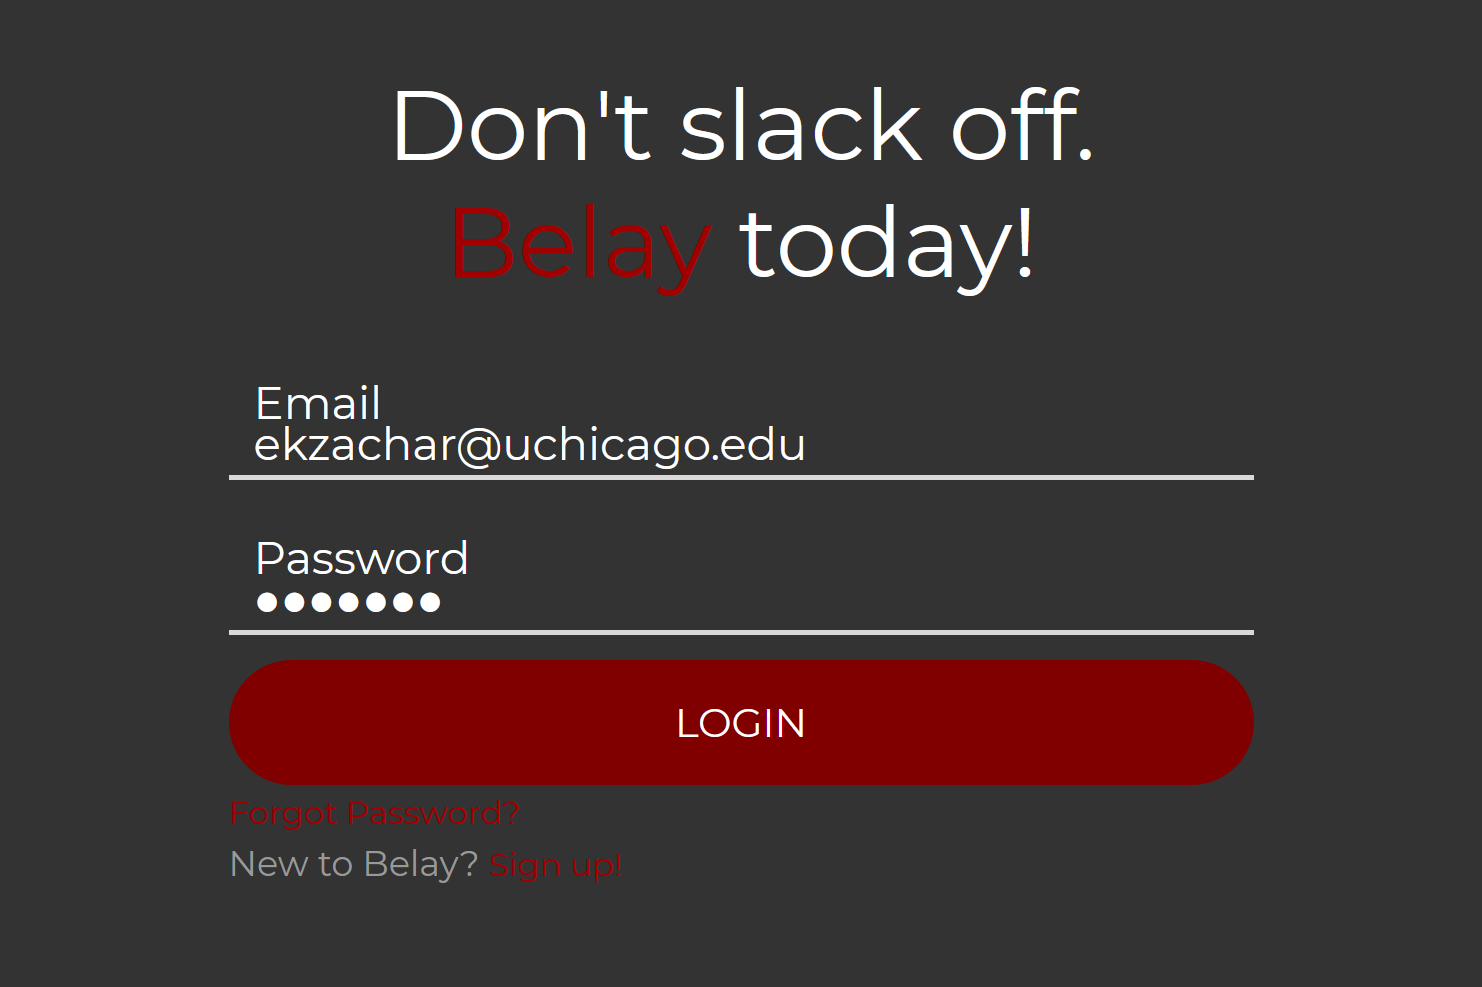 Don't slack off.
Belay today!
Email
ekzachar@uchicago.edu
Password
●●●●●●●
LOGIN
Forgot Password?
New to Belay? Sign up!